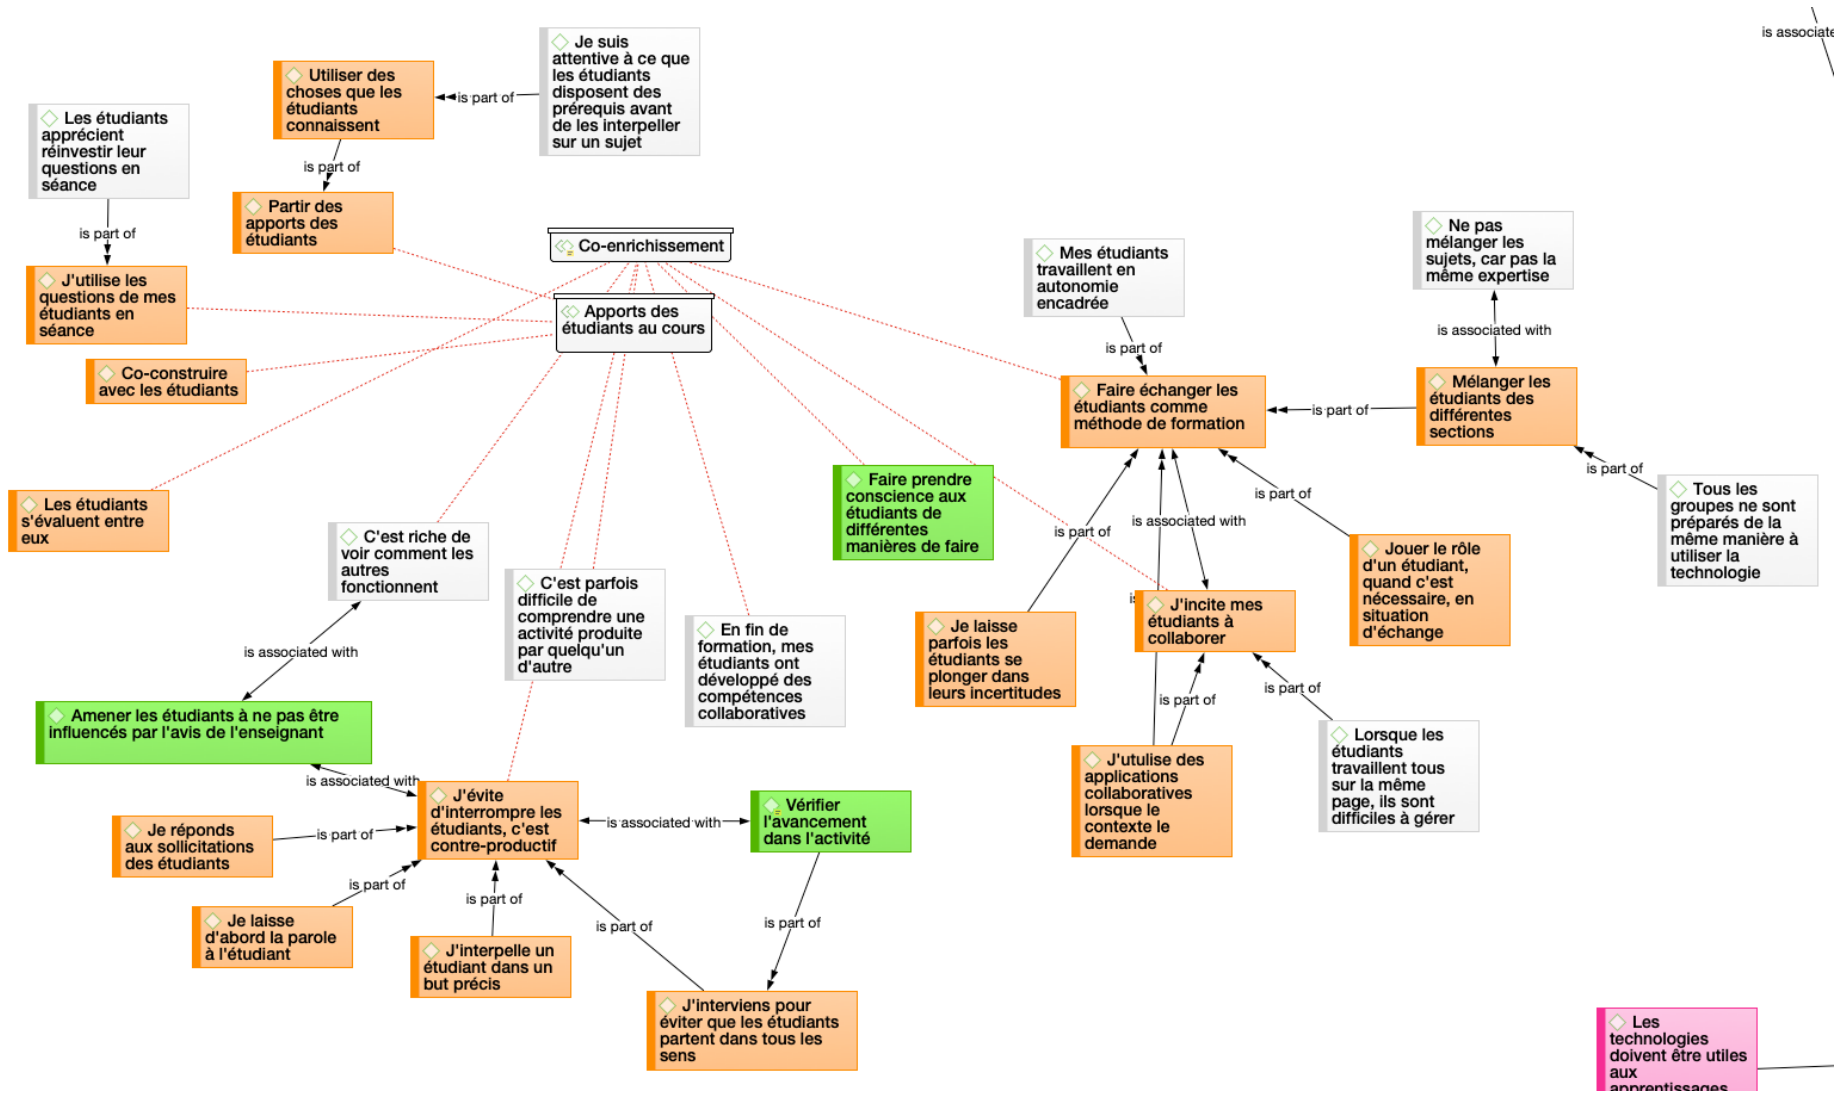 is associate
Je suis
attentive à ce que
les étudiants
disposent des
prérequis avant
de les interpeller
sur un sujet
Utiliser des
choses que les
étudiants
connaissent
is part of
Les étudiants
apprécient
réinvestir leur
questions en
séance
is part of
Partir des
apports des
étudiants
is part of
J'utilise les
questions de mes
étudiants en
séance
Co-enrichissement
Apports des
étudiants au cours
Co-construire
avec les étudiants
Les étudiants
s'évaluent entre
eux
Mes étudiants
travaillent en
autonomie
encadrée
is part of
Ne pas
mélanger les
sujets, car pas la
même expertise
is associated with
Faire échanger les
étudiants comme
méthode de formation
is part of
Mélanger les
étudiants des
différentes
sections
is part of
Tous les
groupes ne sont
préparés de la
même manière à
utiliser la
technologie
Faire prendre
conscience aux
étudiants de
différentes
manières de faire
is part of
is associated with
is part of
Jouer le rôle
d'un étudiant,
quand c'est
nécessaire, en
situation
d'échange
C'est riche de
voir comment les
autres
fonctionnent
C'est parfois
difficile de
comprendre une
activité produite
par quelqu'un
d'autre
En fin de
formation, mes
étudiants ont
développé des
compétences
collaboratives
Je laisse
parfois les
étudiants se
plonger dans
leurs incertitudes
is
J'incite mes
étudiants à
collaborer
is part of
is part of
is associated with
Amener les étudiants à ne pas être
influencés par l'avis de l'enseignant
is associated with
J'utulise des
applications
collaboratives
lorsque le
contexte le
demande
Lorsque les
étudiants
travaillent tous
sur la même
page, ils sont
difficiles à gérer
J'évite
d'interrompre les
étudiants, c'est
contre-productif
is associated with
Vérifier
l'avancement
dans l'activité
Je réponds
aux sollicitations
des étudiants
is part of
is part of
is part of
is part of
is part of
Je laisse
d'abord la parole
à l'étudiant
J'interpelle un
étudiant dans un
but précis
J'interviens pour
éviter que les étudiants
partent dans tous les
sens
Les
technologies
doivent être utiles
aux
apprentissages